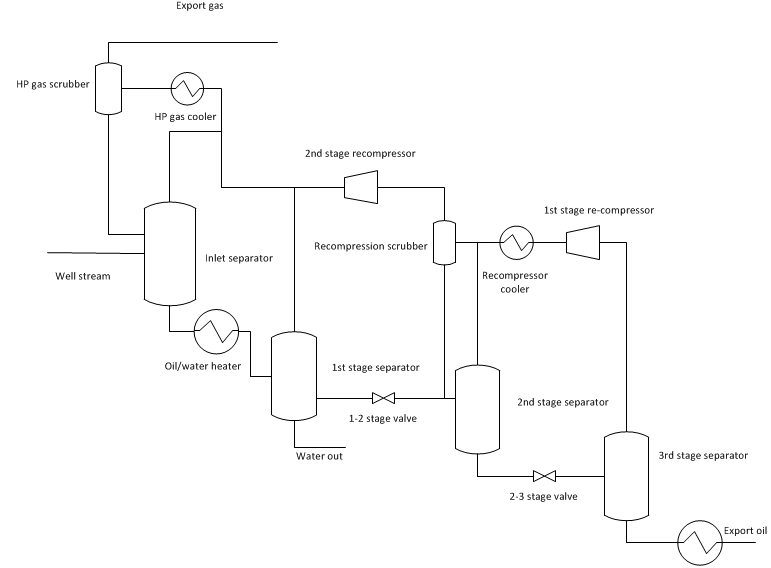 Export gas
HP gas scrubber
HP gas cooler
2nd stage recompressor
1st stage re-compressor
Recompression scrubber
Inlet separator
Well stream
Recompressor
cooler
Oil/water heater
1st stage separator
2nd stage separator
1-2 stage valve
Water out
3rd stage separator
2-3 stage valve
Export oil